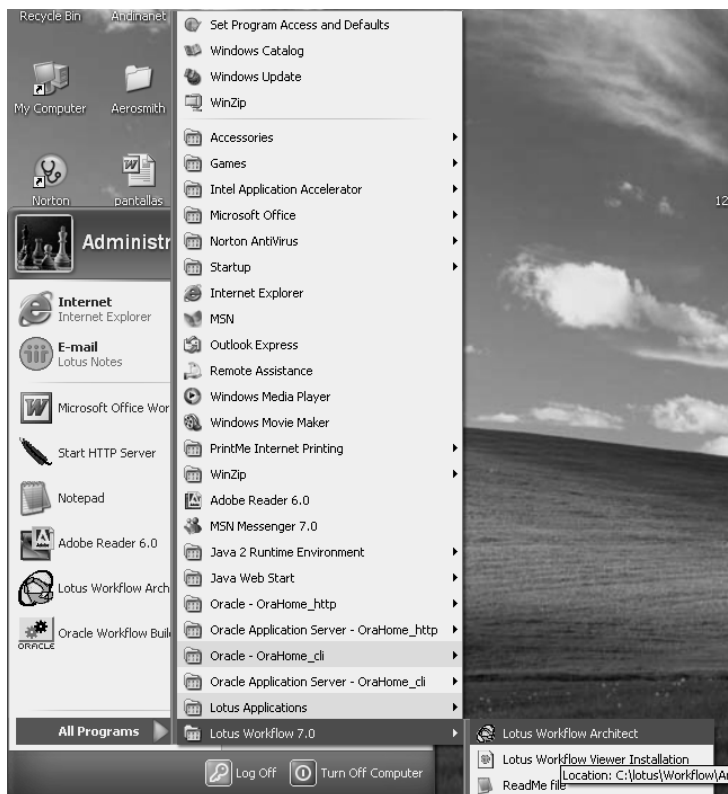 Recycle Bin
Andinanet
My Computer
Aerosmith
Norton
pantallas
Administr
Internet
Internet Explorer
E-mail
Lotus Notes
Microsoft Office Wor
Start HTTP Server
Notepad
Adobe Reader 6.0
Lotus Workflow Arch
ORACLE
Oracle Workflow Buil
All Programs
Set Program Access and Defaults
Windows Catalog
Windows Update
WinZip
Accessories
Games
Intel Application Accelerator
Microsoft Office
Norton AntiVirus
Startup
Internet Explorer
MSN
Outlook Express
Remote Assistance
Windows Media Player
Windows Movie Maker
PrintMe Internet Printing
WinZip
Adobe Reader 6.0
MSN Messenger 7.0
Java 2 Runtime Environment
Java Web Start
Oracle - OraHome_http
Oracle Application Server - OraHome_http
Oracle - OraHome_cli
Oracle Application Server - OraHome_cli
Lotus Applications
Lotus Workflow 7.0
Lotus Workflow Architect
Lotus Workflow Viewer Installation
ReadMe file
Location: C:\lotus\Workflow\Ar
Log Off
Turn Off Computer
12